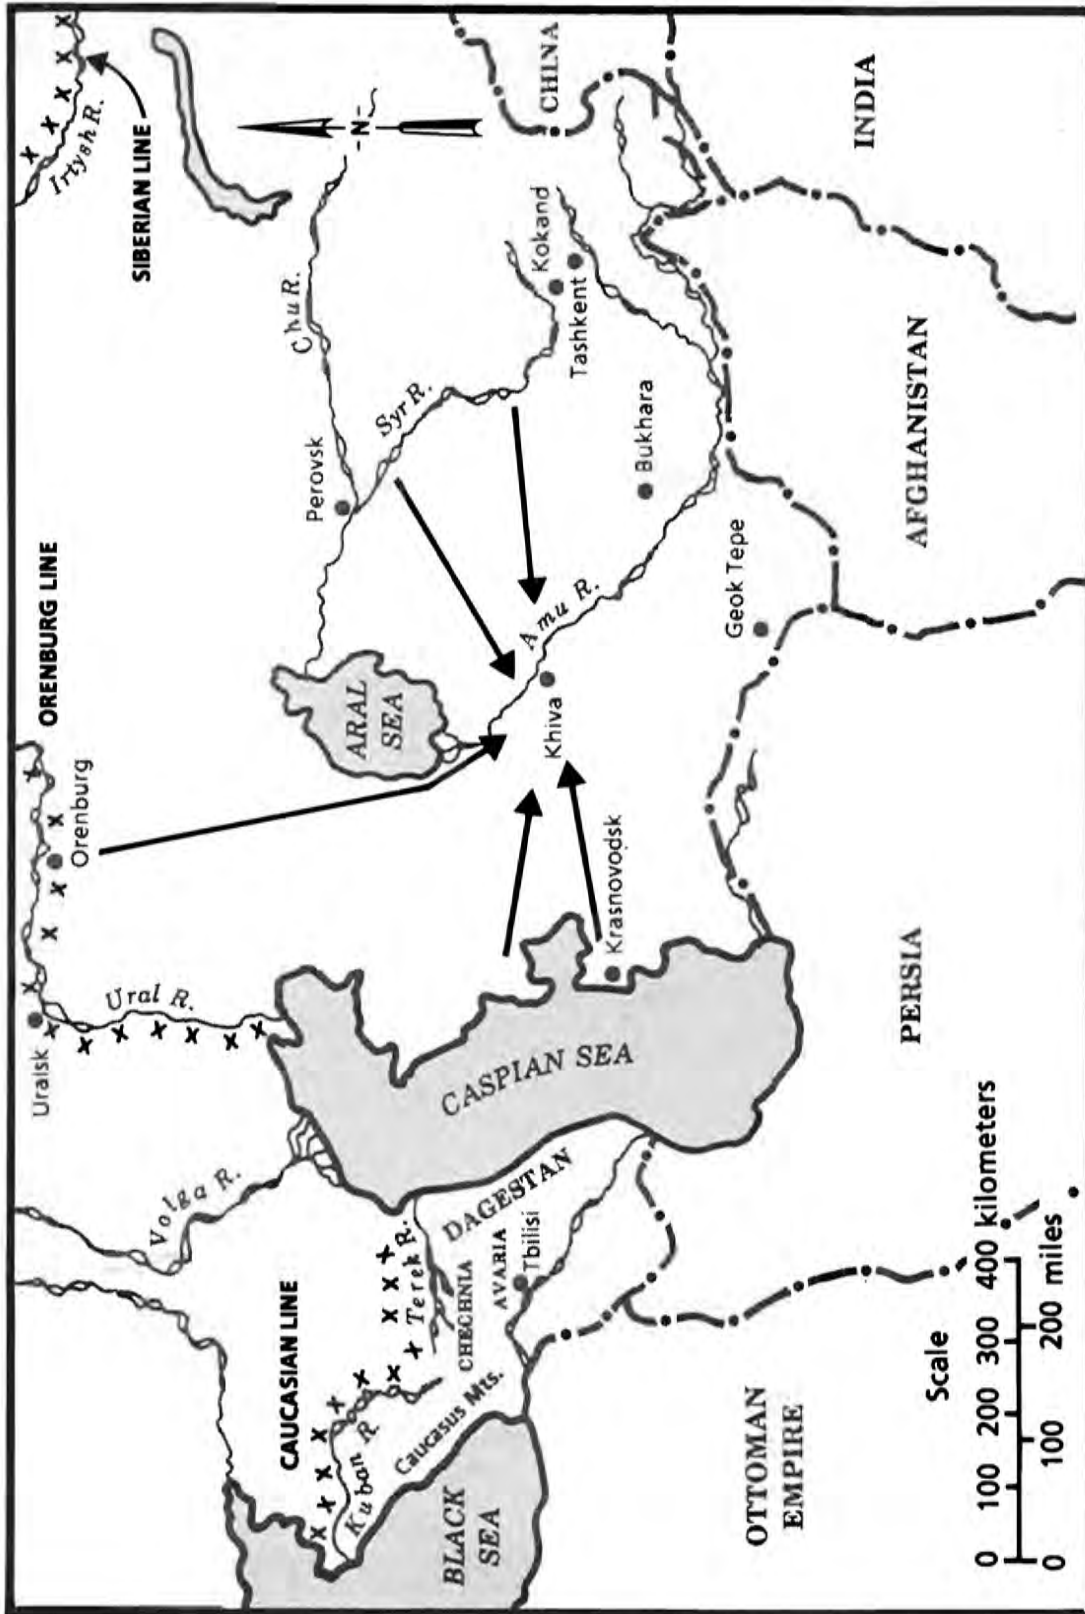 Irtysh R.
SIBERIAN LINE
ORENBURG LINE
Orenburg
Uralsk
Ural R.
Volga R.
CAUCASIAN LINE
Kuban R.
Caucasus Mts.
Terek R.
CHECHNIA
AVARIA
DAGESTAN
Tbilisi
BLACK
SEA
CASPIAN SEA
Krasnovodsk
ARAL
SEA
Khiva
Amu R.
Perovsk
Syr R.
Chu R.
-N-
Kokand
Tashkent
Bukhara
Geok Tepe
CHINA
INDIA
AFGHANISTAN
PERSIA
OTTOMAN
EMPIRE
Scale
0 100 200 300 400 kilometers
0 100 200 miles